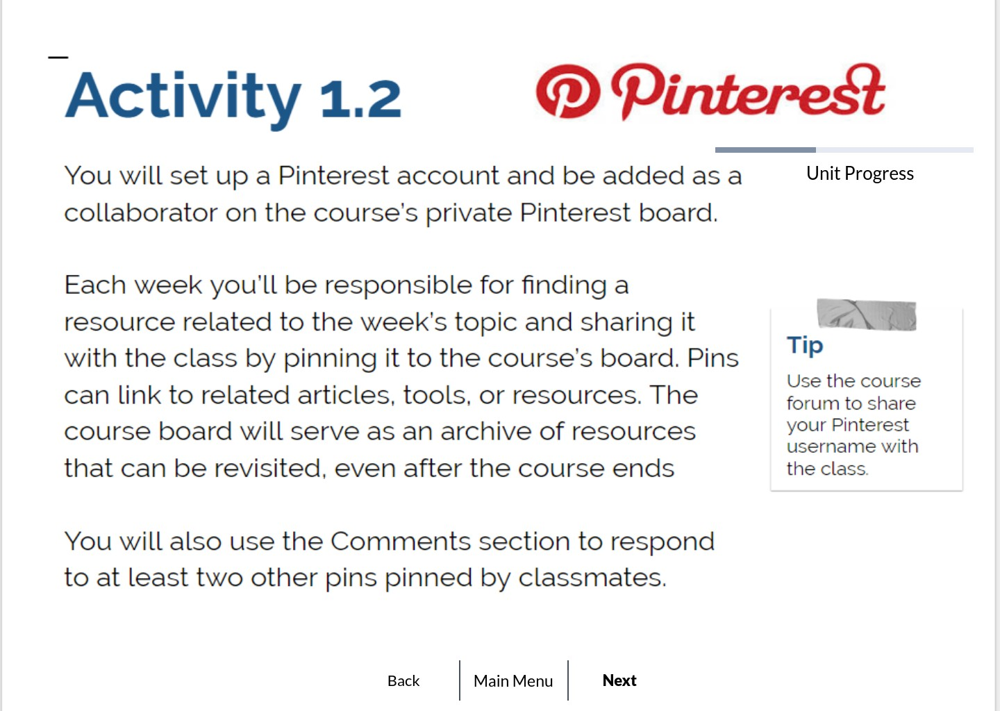 Activity 1.2
Pinterest
Unit Progress
You will set up a Pinterest account and be added as a
collaborator on the course's private Pinterest board.
Each week you'll be responsible for finding a
resource related to the week's topic and sharing it
with the class by pinning it to the course's board. Pins
can link to related articles, tools, or resources. The
course board will serve as an archive of resources
that can be revisited, even after the course ends
You will also use the Comments section to respond
to at least two other pins pinned by classmates.
Tip
Use the course
forum to share
your Pinterest
username with
the class.
Back
Main Menu
Next